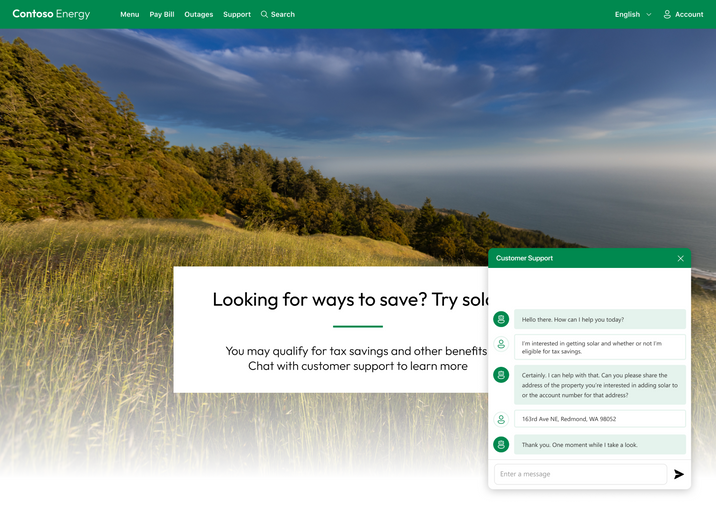 Contoso Energy
Menu
Pay Bill
Outages
Support
Search
English
Account
Looking for ways to save? Try sol
You may qualify for tax savings and other benefits
Chat with customer support to learn more
Customer Support
Hello there. How can I help you today?
I'm interested in getting solar and whether or not I'm
eligible for tax savings.
Certainly. I can help with that. Can you please share the
address of the property you're interested in adding solar to
or the account number for that address?
163rd Ave NE, Redmond, WA 98052
Thank you. One moment while I take a look.
Enter a message